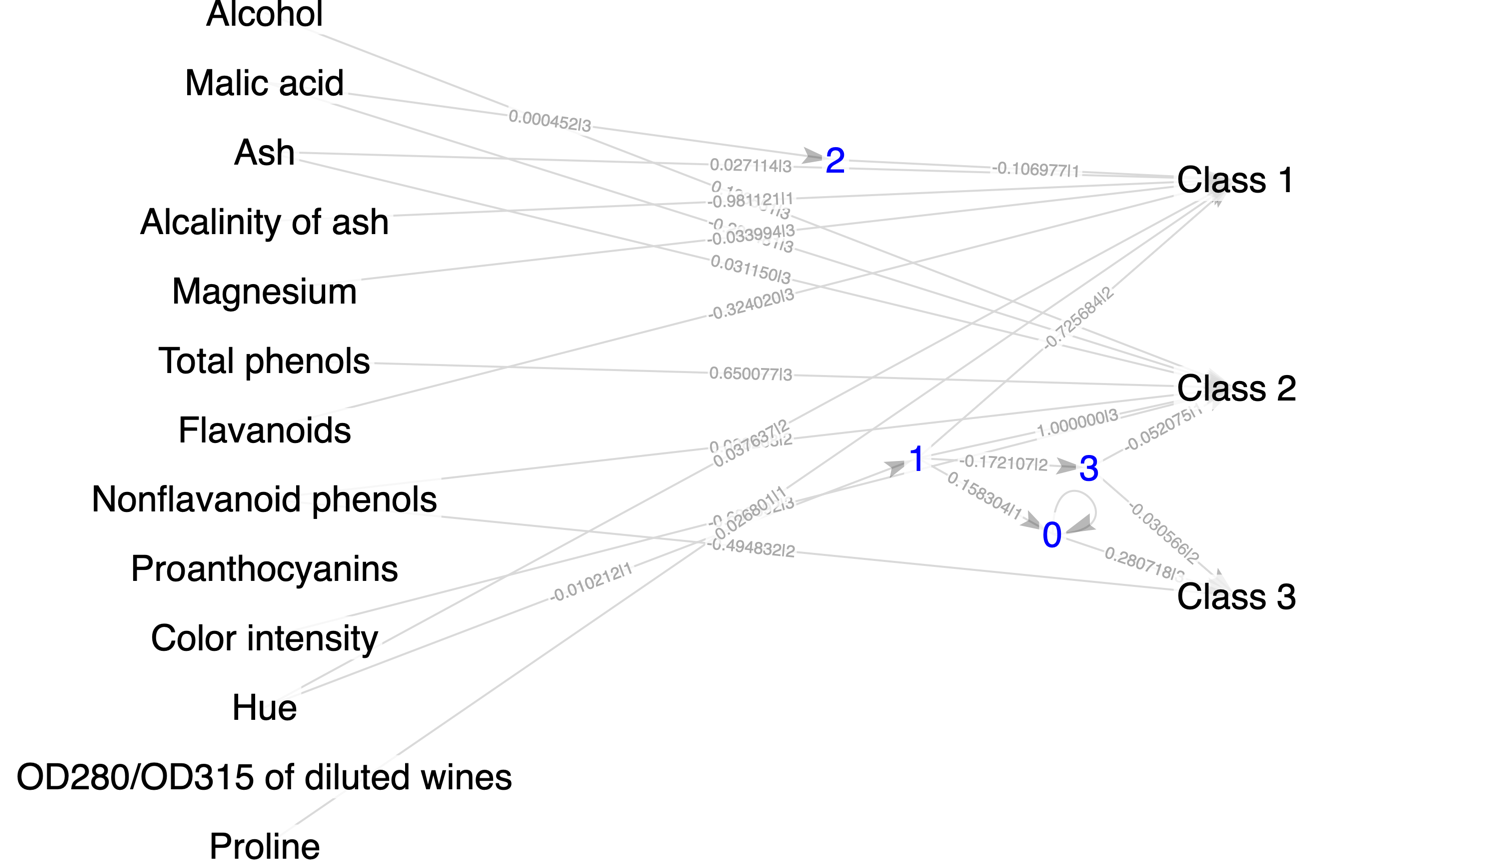 Alcohol
Malic acid
Ash
Alcalinity of ash
Magnesium
Total phenols
Flavanoids
Nonflavanoid phenols
Proanthocyanins
Color intensity
Hue
OD280/OD315 of diluted wines
Proline
0.000452|3
0.027114|3
-0.981121|1
-0.033994|3
0.031150|3
-0.324020|3
0.650077|3
0.037637|2
0.026801|1
-0.494832|2
-0.010212|1
2
1
3
0
-0.106977|1
-0.725684|2
1.000000|3
-0.172107|2
-0.052075|1
0.158304|1
-0.030566|2
0.280718|
Class 1
Class 2
Class 3